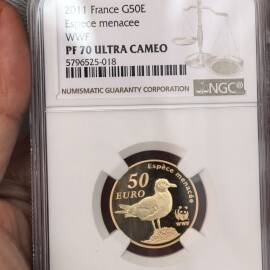 2011 France G50E
Espèce menacee
WWF
PF 70 ULTRA CAMEO
5796525-018
NGC
NUMISMATIC GUARANTY CORPORATION
Espèce menacée
50
EURO
WWF